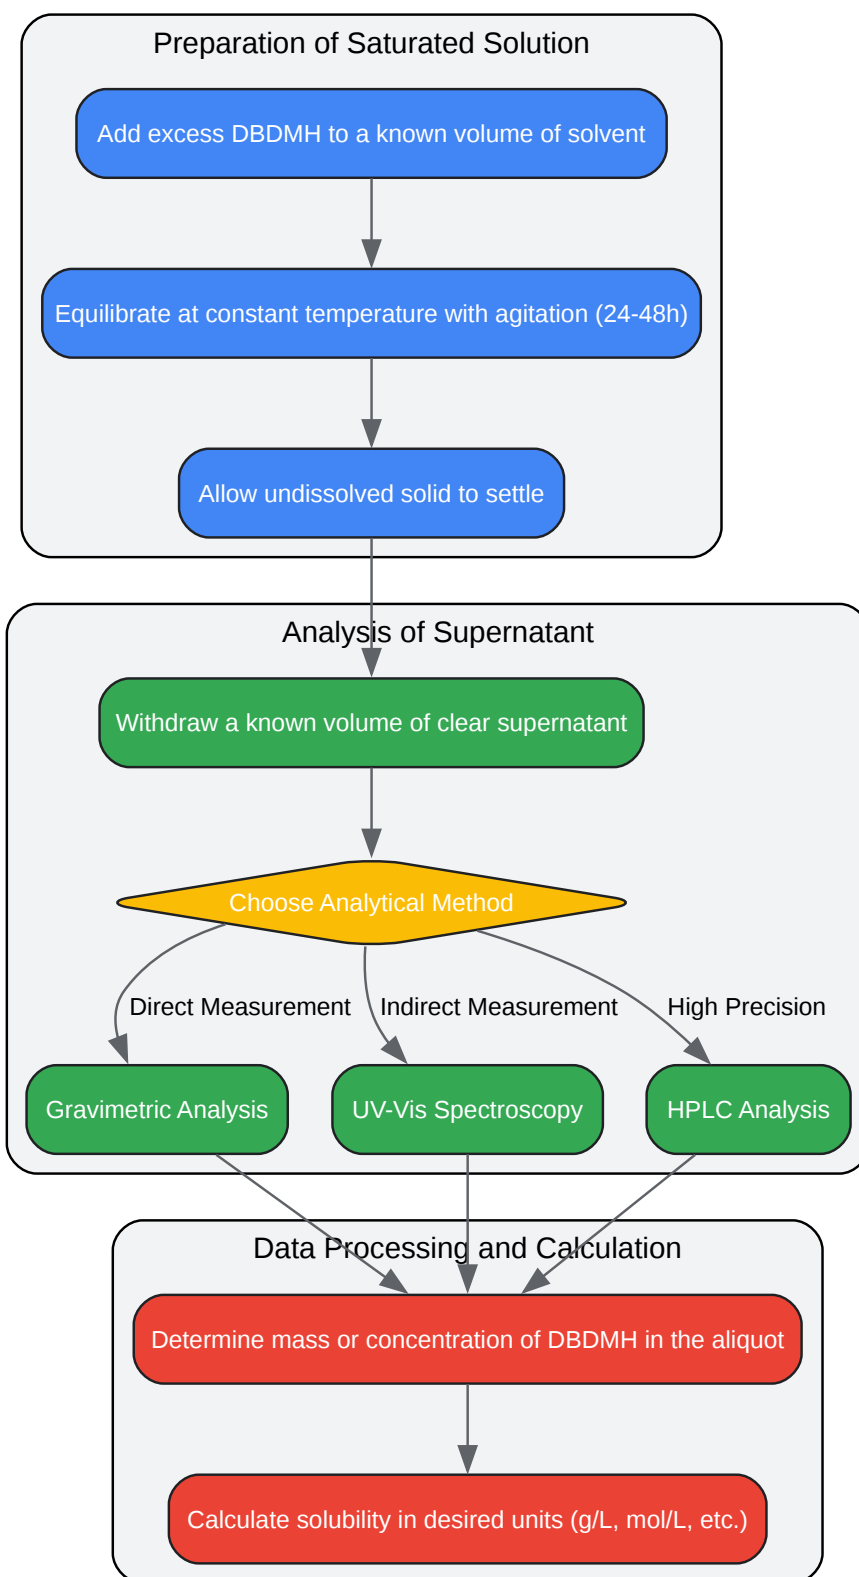 Preparation of Saturated Solution
Add excess DBDMH to a known volume of solvent
Equilibrate at constant temperature with agitation (24-48h)
Allow undissolved solid to settle
Analysis of Supernatant
Withdraw a known volume of clear supernatant
Choose Analytical Method
Direct Measurement
Indirect Measurement
High Precision
Gravimetric Analysis
UV-Vis Spectroscopy
HPLC Analysis
Data Processing and Calculation
Determine mass or concentration of DBDMH in the aliquot
Calculate solubility in desired units (g/L, mol/L, etc.)